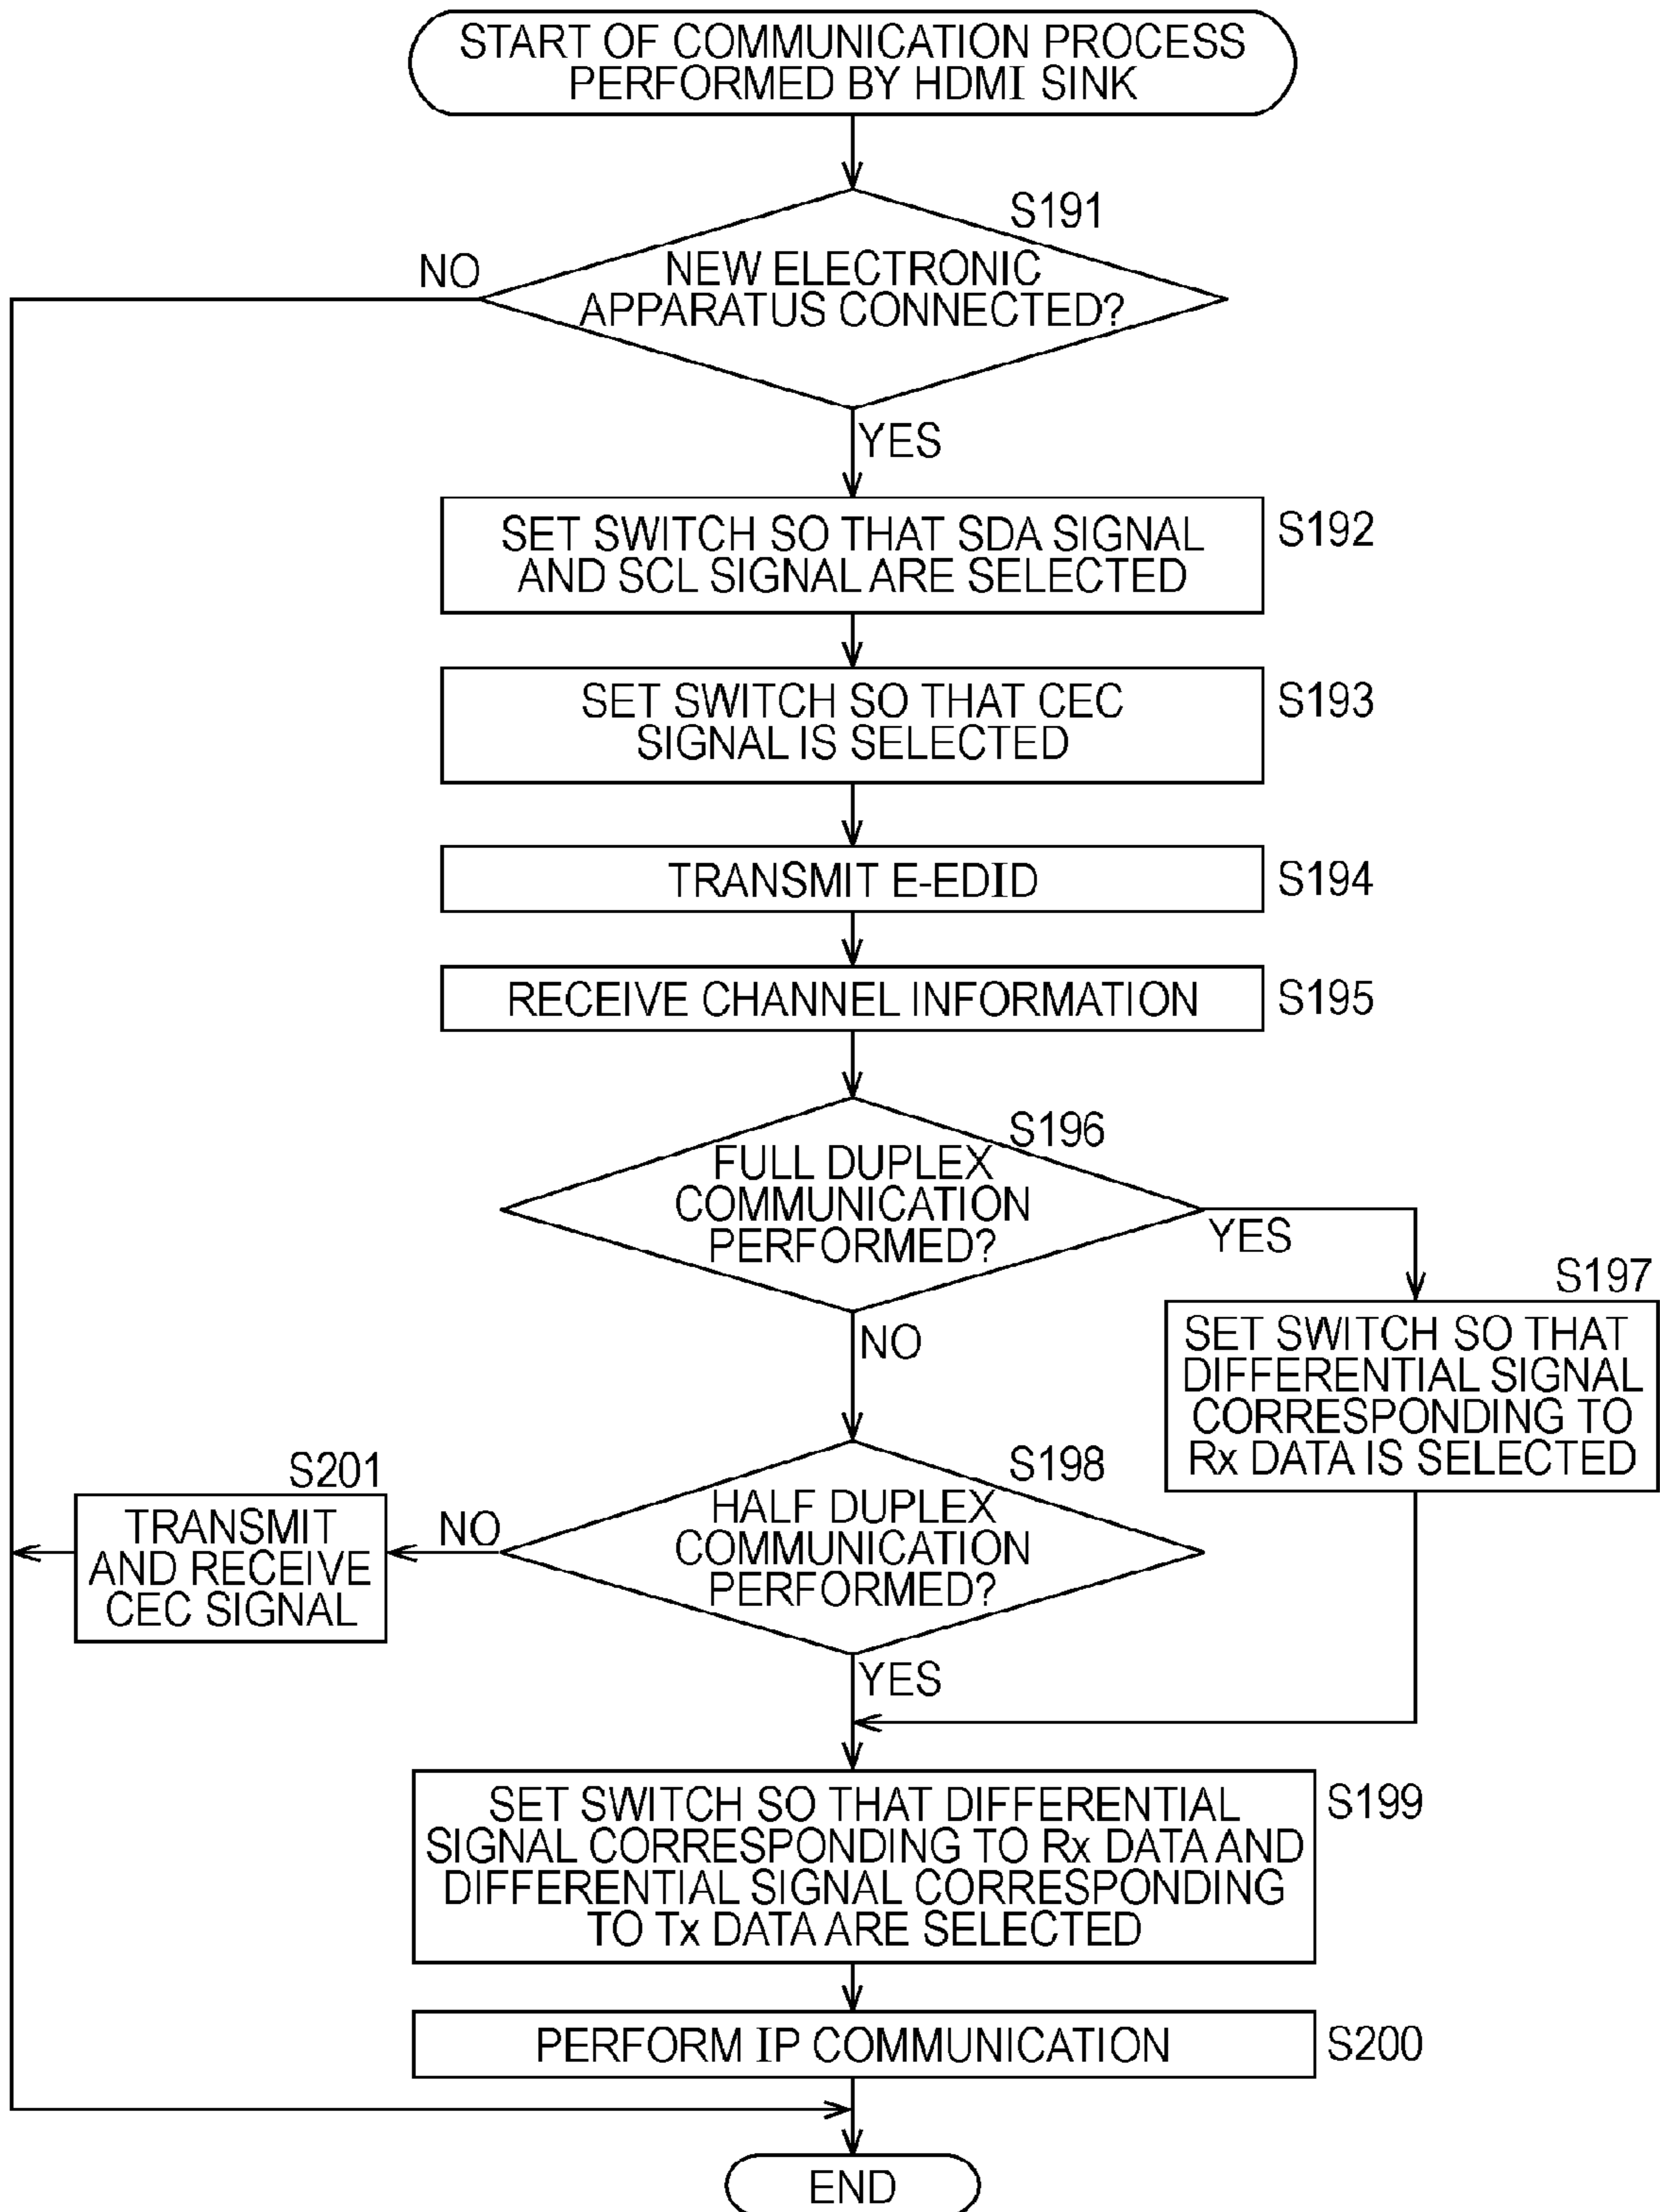 START OF COMMUNICATION PROCESS
PERFORMED BY HDMI SINK
S191
NO
NEW ELECTRONIC
APPARATUS CONNECTED?
YES
SET SWITCH SO THAT SDA SIGNAL
AND SCL SIGNAL ARE SELECTED
S192
SET SWITCH SO THAT CEC
SIGNAL IS SELECTED
S193
TRANSMIT E-EDID
S194
RECEIVE CHANNEL INFORMATION
S195
S196
FULL DUPLEX
COMMUNICATION
PERFORMED?
YES
NO
S197
SET SWITCH SO THAT
DIFFERENTIAL SIGNAL
CORRESPONDING TO
Rx DATA IS SELECTED
S198
HALF DUPLEX
COMMUNICATION
PERFORMED?
NO
S201
TRANSMIT
AND RECEIVE
CEC SIGNAL
YES
SET SWITCH SO THAT DIFFERENTIAL
SIGNAL CORRESPONDING TO Rx DATA AND
DIFFERENTIAL SIGNAL CORRESPONDING
TO Tx DATA ARE SELECTED
S199
PERFORM IP COMMUNICATION
S200
END